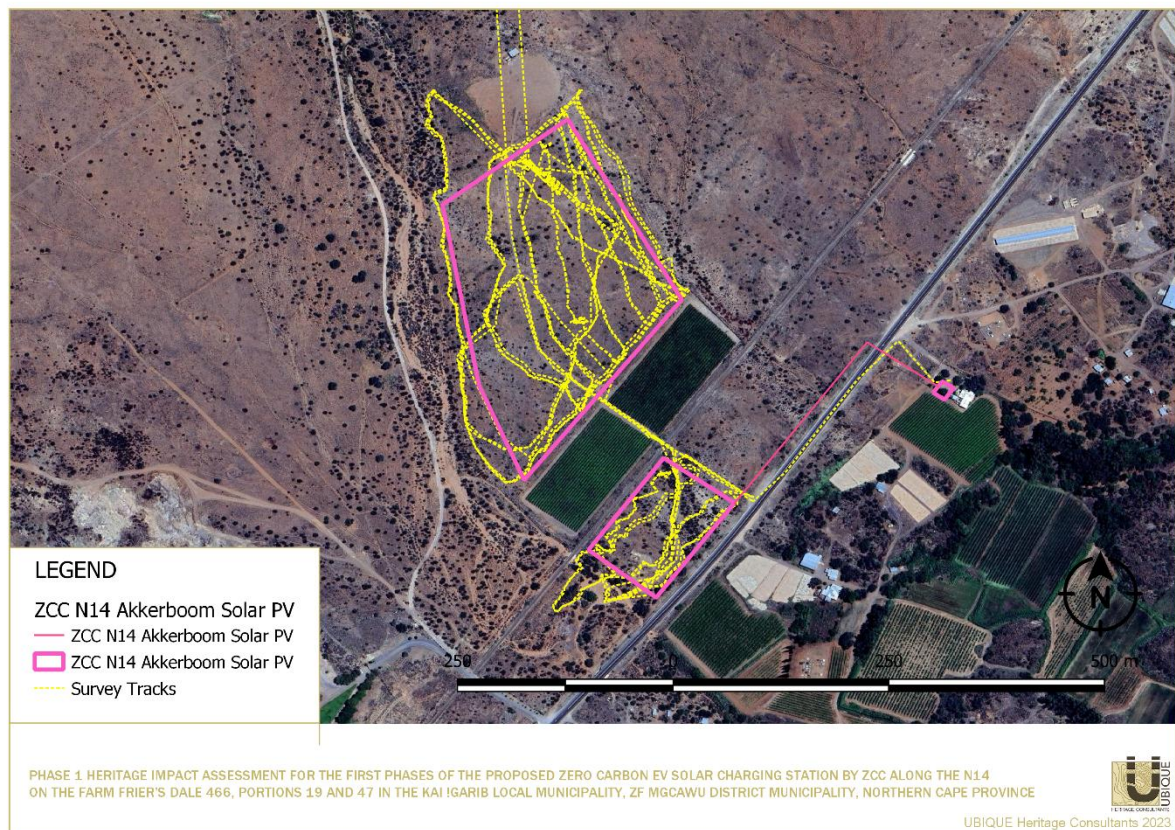 LEGEND
ZCC N14 Akkerboom Solar PV
ZCC N14 Akkerboom Solar PV
ZCC N14 Akkerboom Solar PV
Survey Tracks
N
250 0 250 500 m
PHASE 1 HERITAGE IMPACT ASSESSMENT FOR THE FIRST PHASES OF THE PROPOSED ZERO CARBON EV SOLAR CHARGING STATION BY ZCC ALONG THE N14
ON THE FARM FRIER'S DALE 466, PORTIONS 19 AND 47 IN THE KAI !GARIB LOCAL MUNICIPALITY, ZF MGCAWU DISTRICT MUNICIPALITY, NORTHERN CAPE PROVINCE
UBIQUE
HERITAGE CONSULTANTS
UBIQUE Heritage Consultants 2023